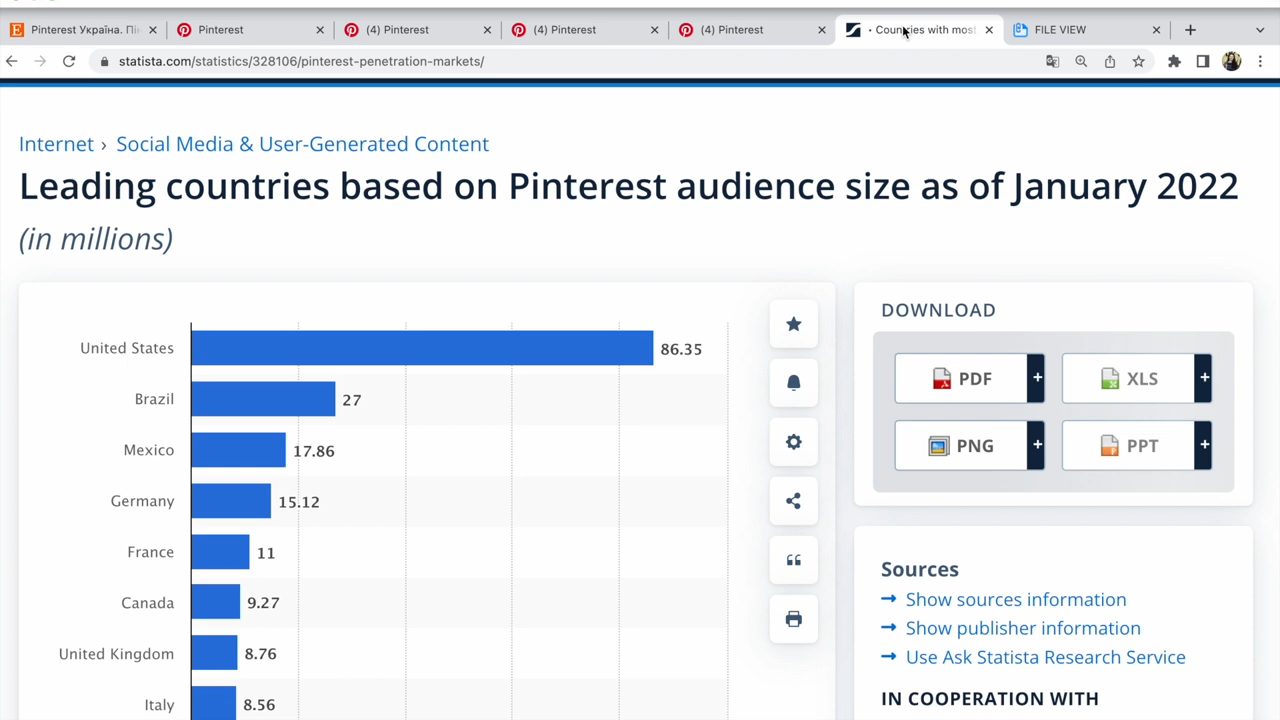 Pinterest Україна. Пі
Pinterest
(4) Pinterest
(4) Pinterest
(4) Pinterest
• Countries with most
FILE VIEW
statista.com/statistics/328106/pinterest-penetration-markets/
Internet › Social Media & User-Generated Content
Leading countries based on Pinterest audience size as of January 2022
(in millions)
United States 86.35
Brazil 27
Mexico 17.86
Germany 15.12
France 11
Canada 9.27
United Kingdom 8.76
Italy 8.56
DOWNLOAD
PDF + XLS +
PNG + PPT +
Sources
→ Show sources information
→ Show publisher information
→ Use Ask Statista Research Service
IN COOPERATION WITH